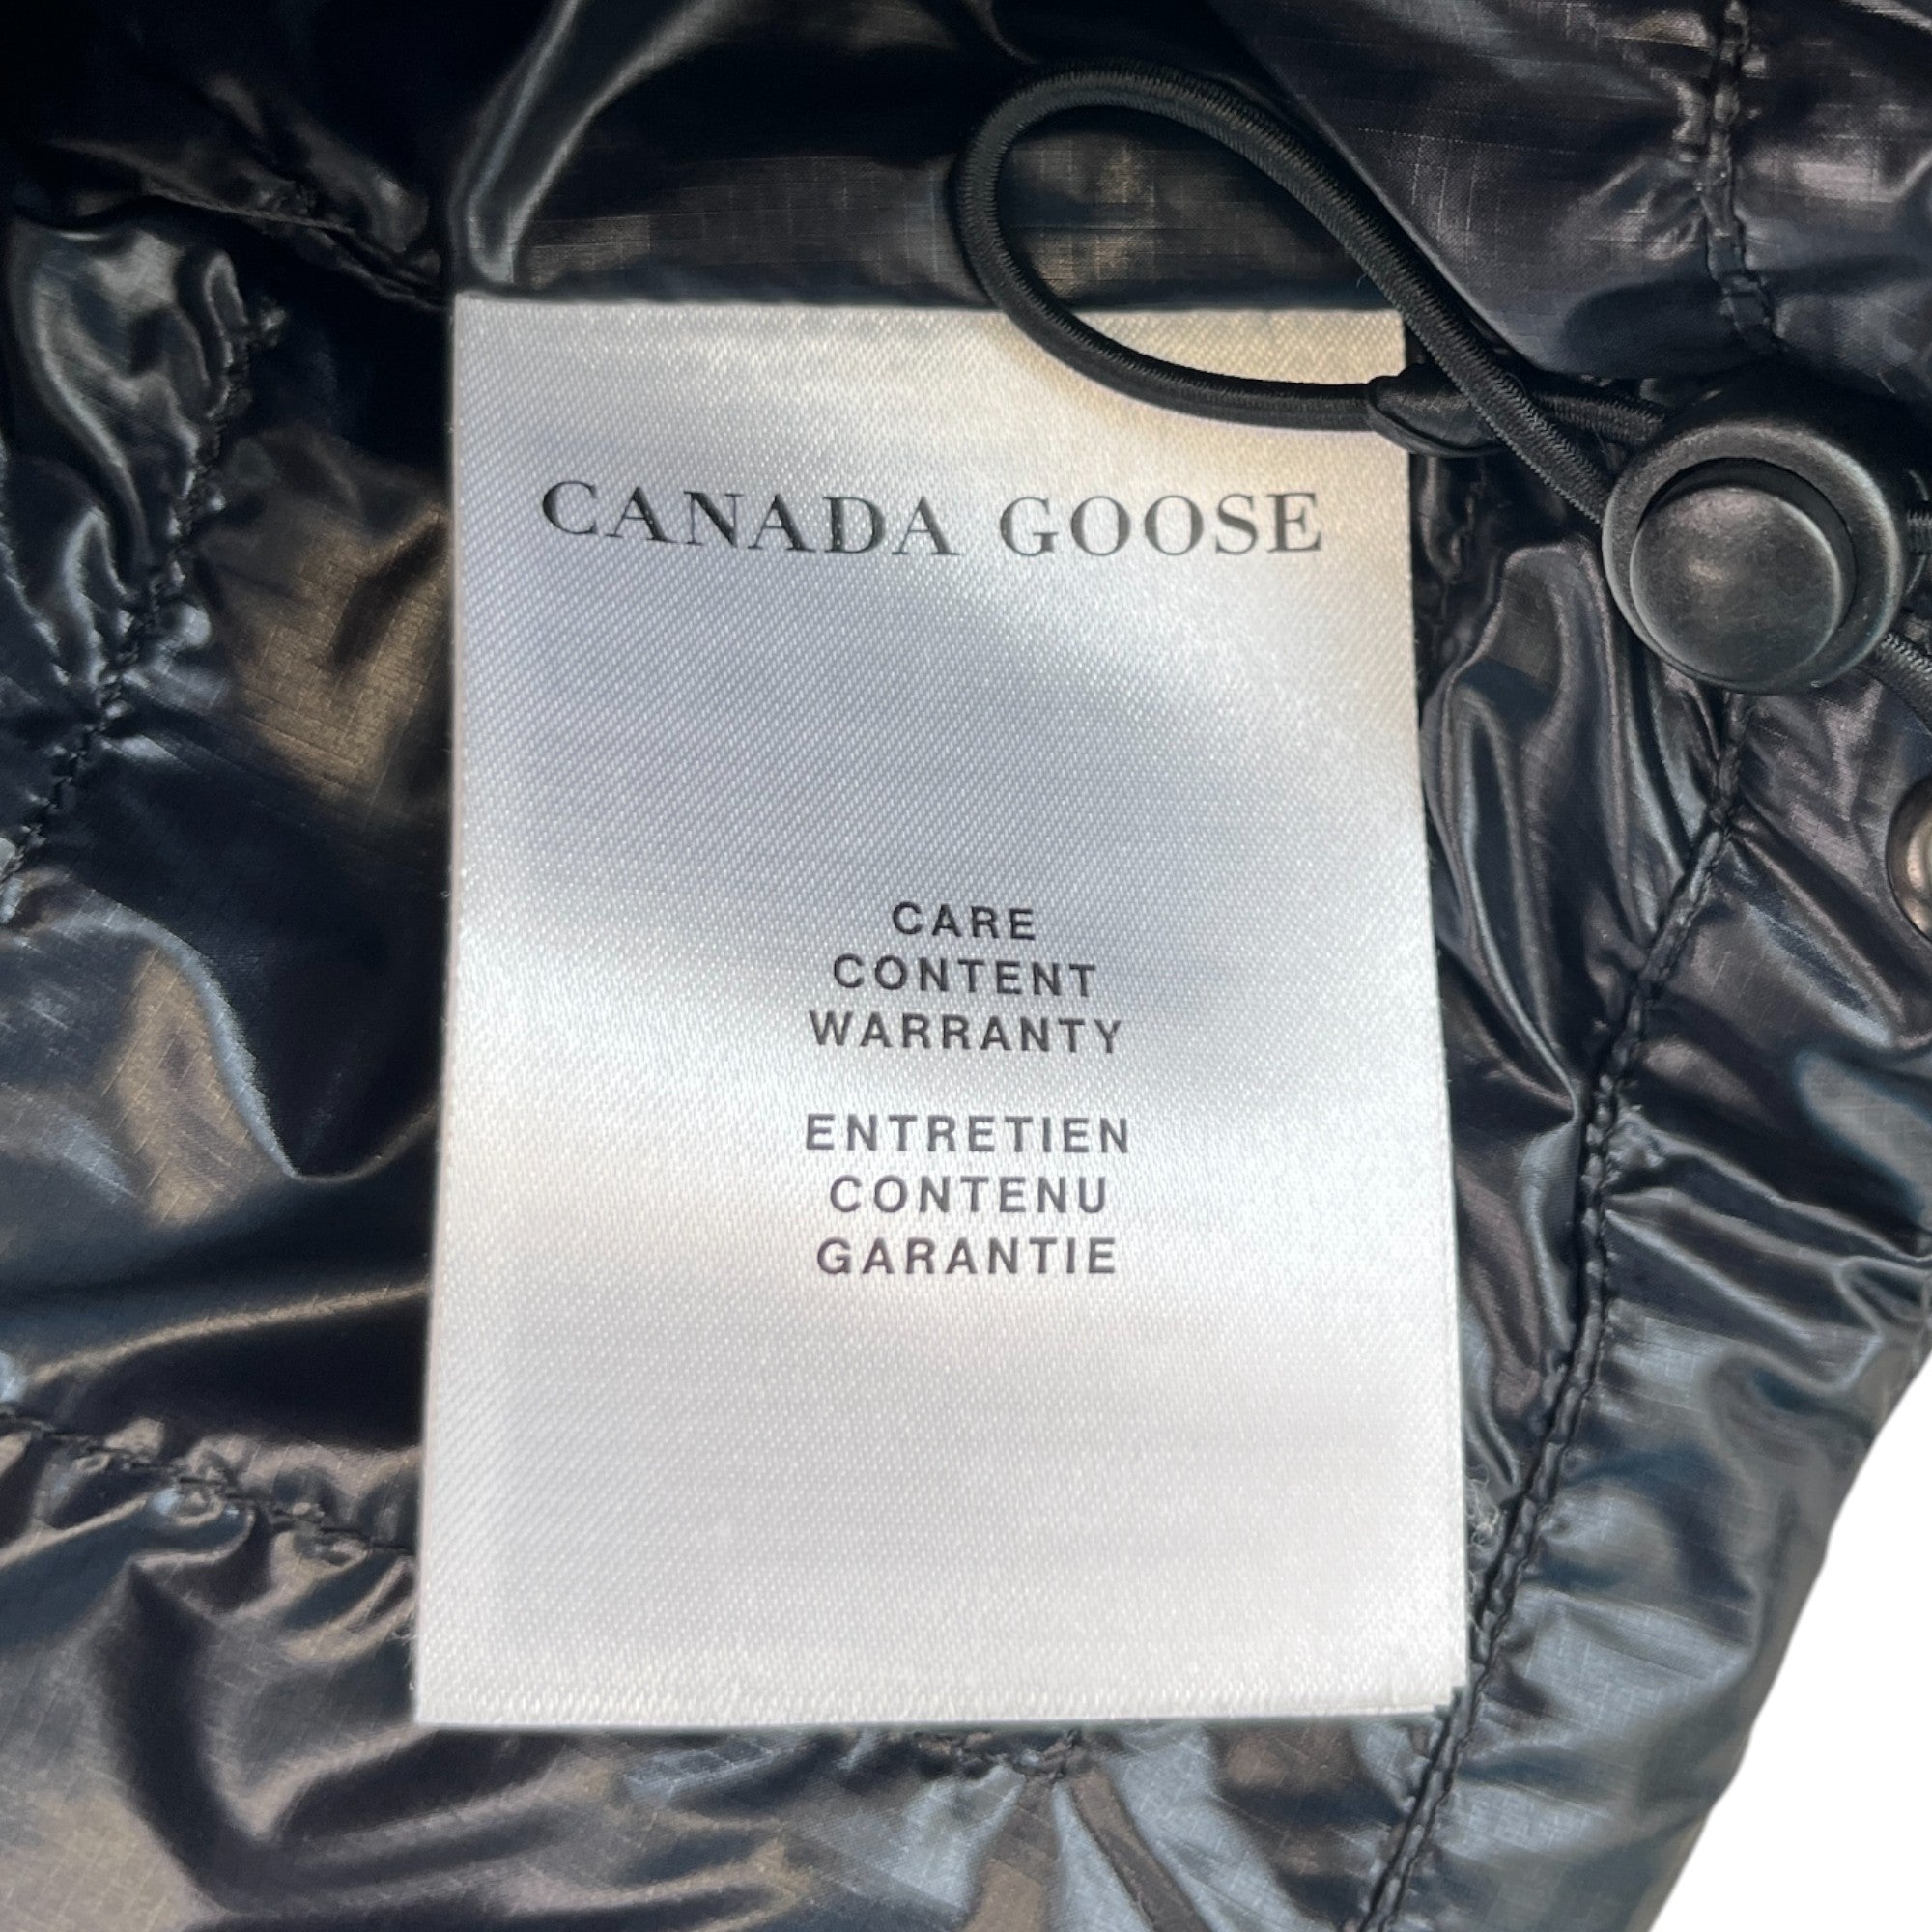 CANADA GOOSE
CARE
CONTENT
WARRANTY
ENTRETIEN
CONTENU
GARANTIE